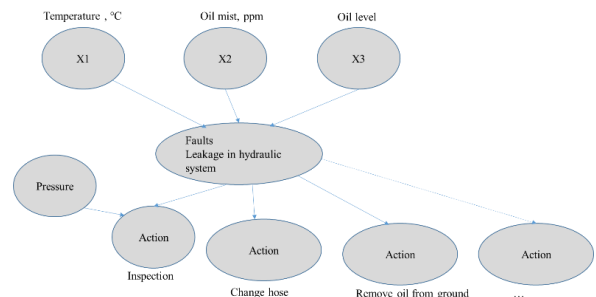 Temperature , °C
Oil mist, ppm
Oil level
X1
X2
X3
Faults
Leakage in hydraulic
system
Pressure
Action
Action
Action
Action
Inspection
Change hose
Remove oil from ground
...